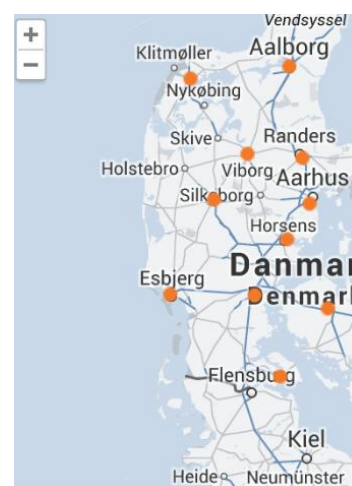 +
−
Vendsyssel
Klitmøller
Aalborg
Nykøbing
Skive
Randers
Holstebro
Viborg
Aarhus
Silkeborg
Horsens
Danmar
Esbjerg
Denmark
Flensburg
Kiel
Heide
Neumünster